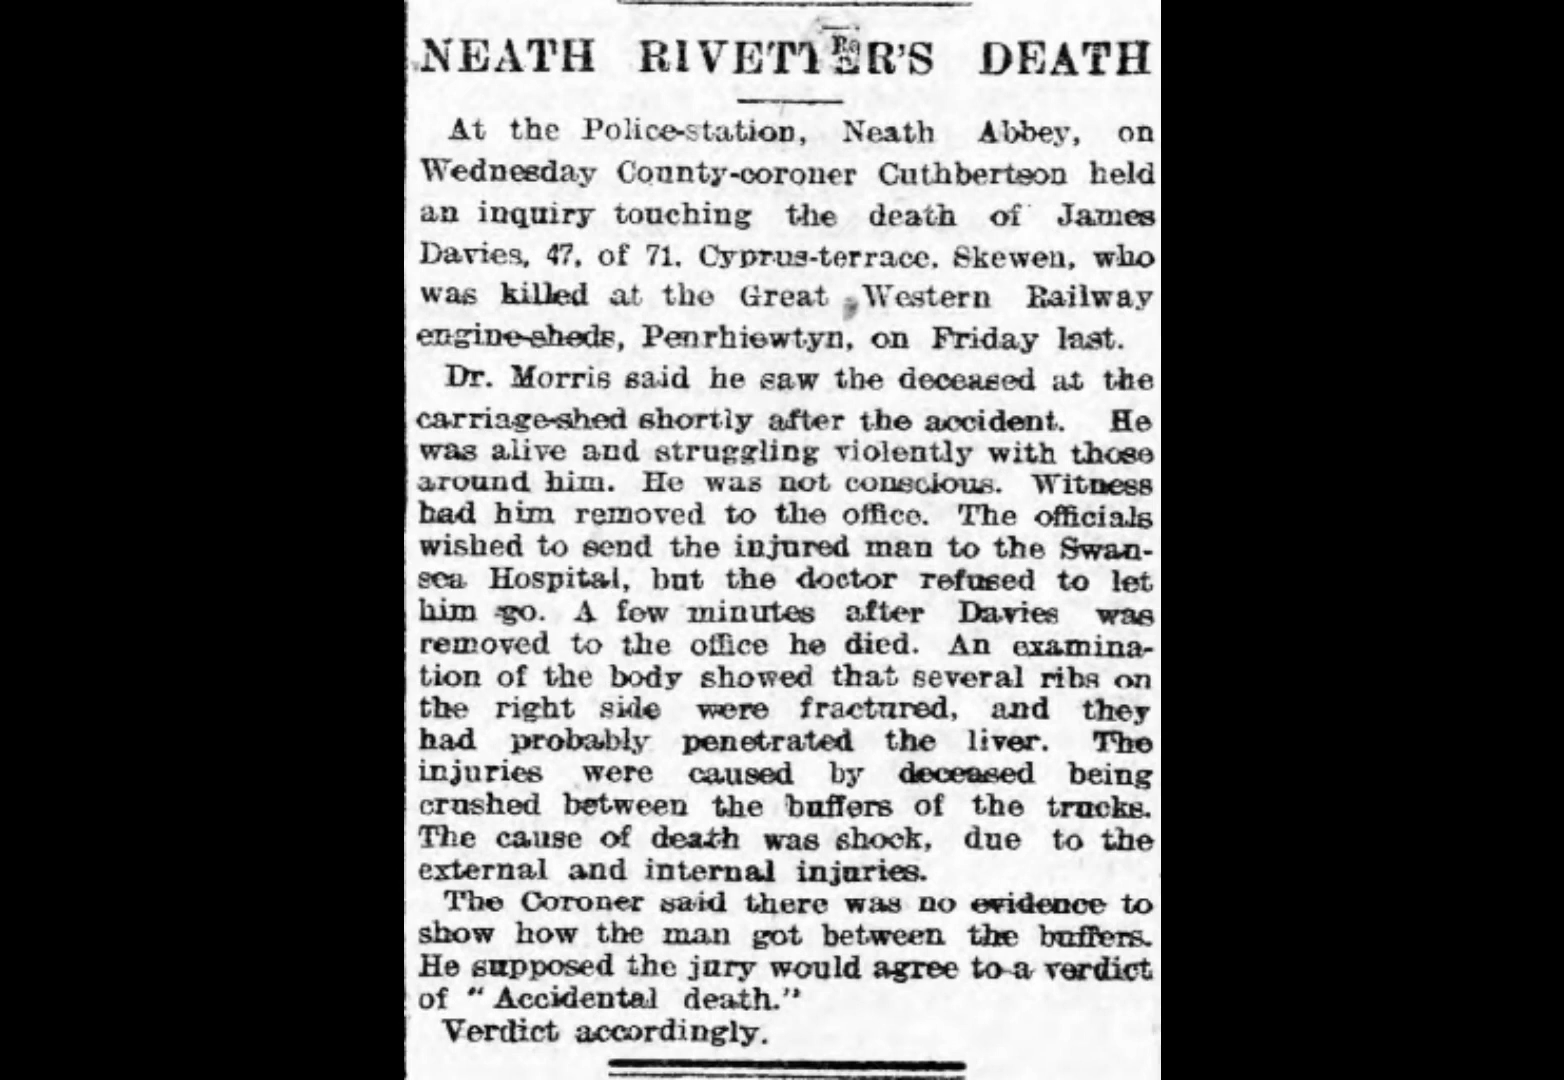 NEATH RIVETTER'S DEATH
At the Police-station, Neath Abbey, on
Wednesday County-coroner Cuthbertson held
an inquiry touching the death of James
Davies, 47, of 71, Cyprus-terrace, Skewen, who
was killed at the Great Western Railway
engine-sheds, Penrhiewtyn, on Friday last.
Dr. Morris said he saw the deceased at the
carriage-shed shortly after the accident. He
was alive and struggling violently with those
around him. He was not conscious. Witness
had him removed to the office. The officials
wished to send the injured man to the Swan-
sea Hospital, but the doctor refused to let
him go. A few minutes after Davies was
removed to the office he died. An examina-
tion of the body showed that several ribs on
the right side were fractured, and they
had probably penetrated the liver. The
injuries were caused by deceased being
crushed between the buffers of the trucks.
The cause of death was shock, due to the
external and internal injuries.
The Coroner said there was no evidence to
show how the man got between the buffers.
He supposed the jury would agree to a verdict
of "Accidental death."
Verdict accordingly.